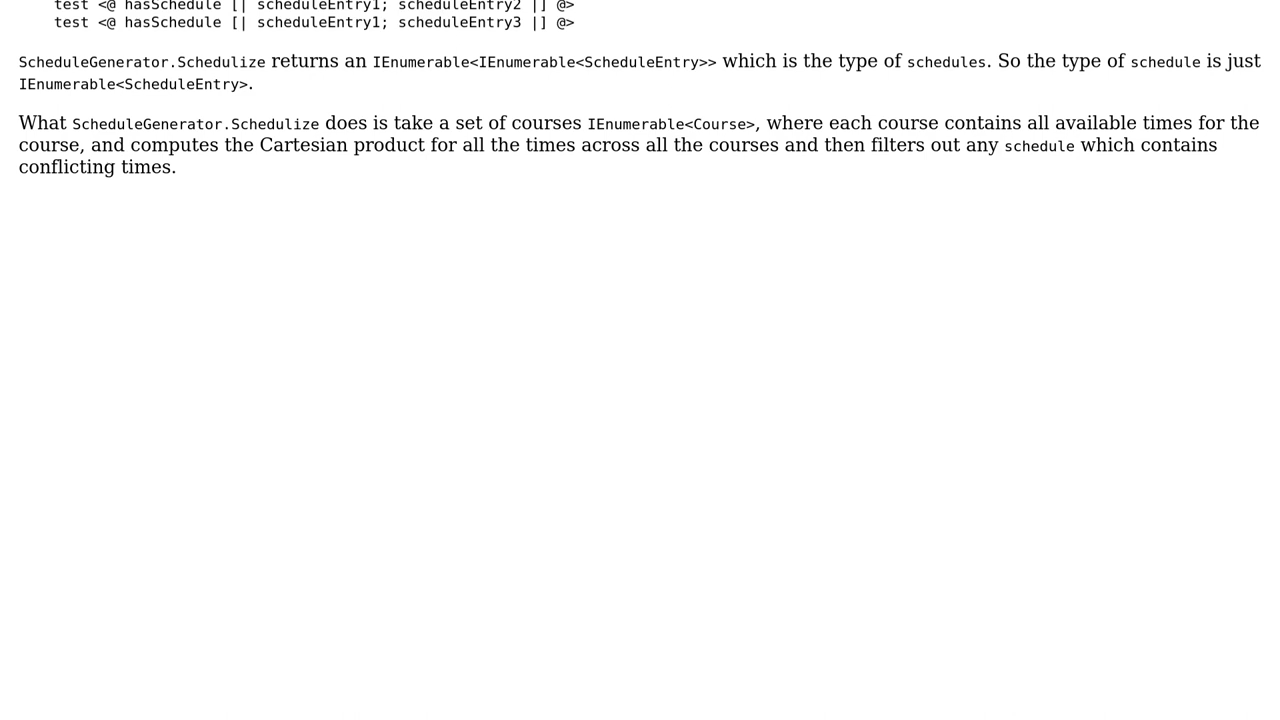 test <@ hasSchedule [| scheduleEntry1; scheduleEntry2 |] @>
test <@ hasSchedule [| scheduleEntry1; scheduleEntry3 |] @>
ScheduleGenerator.Schedulize returns an IEnumerable<IEnumerable<ScheduleEntry>> which is the type of schedules. So the type of schedule is just
IEnumerable<ScheduleEntry>.
What ScheduleGenerator.Schedulize does is take a set of courses IEnumerable<Course>, where each course contains all available times for the
course, and computes the Cartesian product for all the times across all the courses and then filters out any schedule which contains
conflicting times.